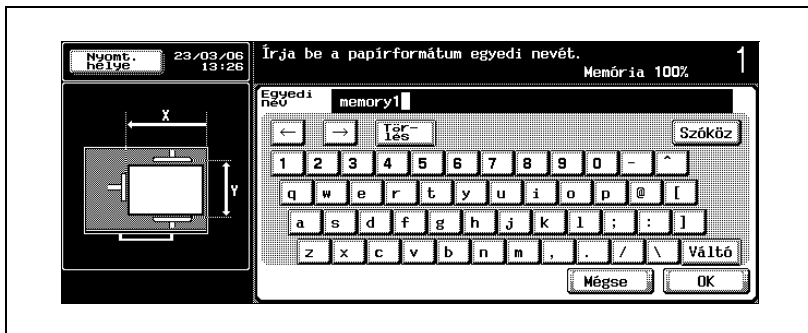 Nyomt.
helye
23/03/06
13:26
Írja be a papírformátum egyedi nevét.
Memória 100%
1
X
Y
Egyedi
név
memory1
← → Tör-
lés
Szóköz
1 2 3 4 5 6 7 8 9 0 - ^
q w e r t y u i o p @ [
a s d f g h j k l ; : ]
z x c v b n m , . / \ Váltó
Mégse OK